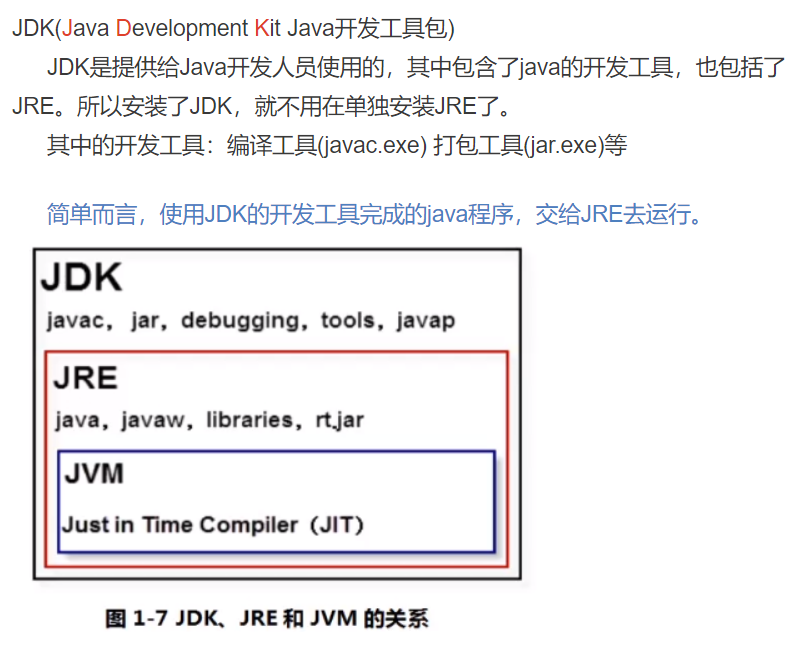 JDK(Java Development Kit Java开发工具包)
JDK是提供给Java开发人员使用的，其中包含了java的开发工具，也包括了
JRE。所以安装了JDK，就不用在单独安装JRE了。
其中的开发工具：编译工具(javac.exe) 打包工具(jar.exe)等
简单而言，使用JDK的开发工具完成的java程序，交给JRE去运行。
JDK
javac，jar，debugging，tools，javap
JRE
java，javaw，libraries，rt.jar
JVM
Just in Time Compiler（JIT）
图 1-7 JDK、JRE 和 JVM 的关系